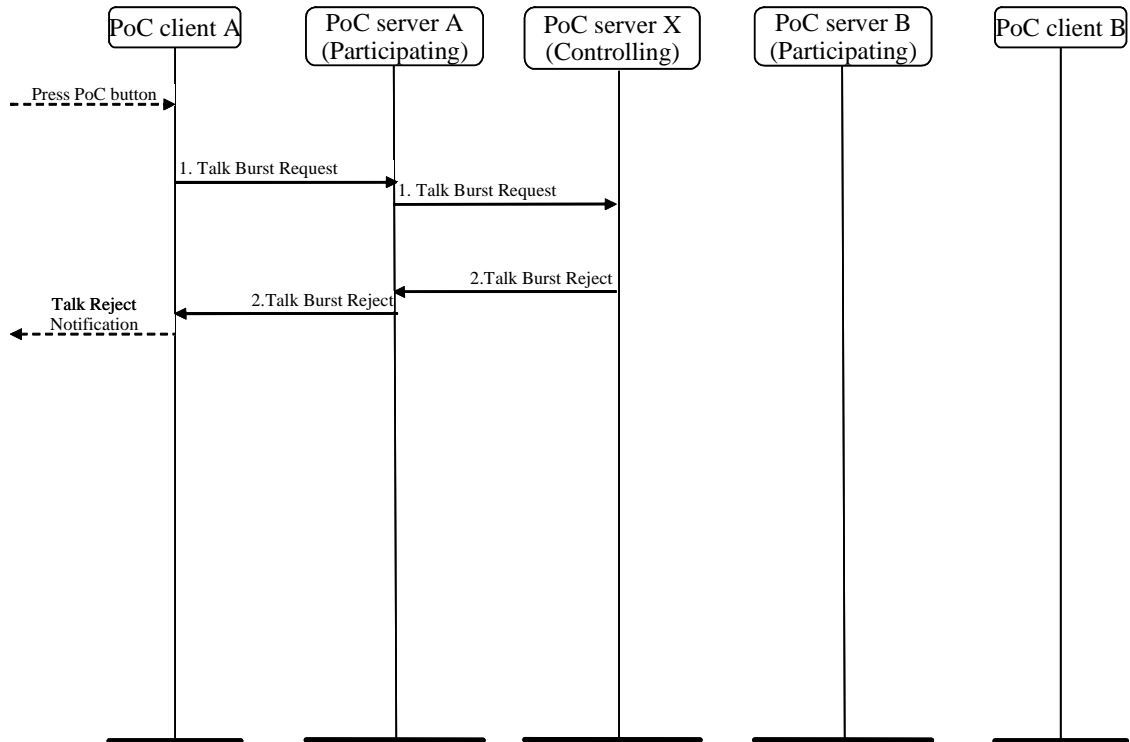 PoC client A
PoC server A
(Participating)
PoC server X
(Controlling)
PoC server B
(Participating)
PoC client B
Press PoC button
1. Talk Burst Request
1. Talk Burst Request
2.Talk Burst Reject
2.Talk Burst Reject
Talk Reject
Notification